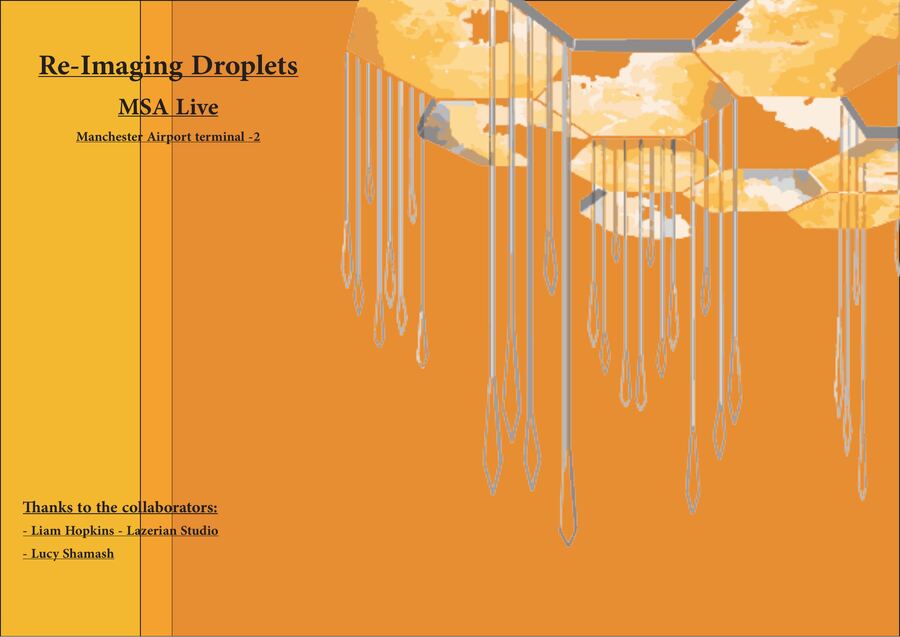 Re-Imaging Droplets
MSA Live
Manchester Airport terminal -2
Thanks to the collaborators:
- Liam Hopkins - Lazerian Studio
- Lucy Shamash